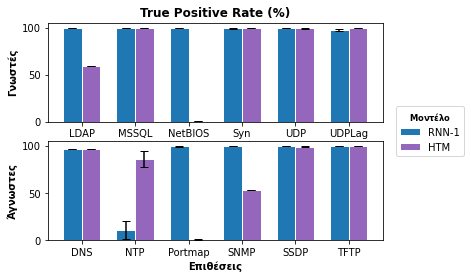 True Positive Rate (%)
Γνωστές
100
50
0
LDAP MSSQL NetBIOS Syn UDP UDPLag
Άγνωστες
100
50
0
DNS NTP Portmap SNMP SSDP TFTP
Επιθέσεις
Μοντέλο
RNN-1
HTM